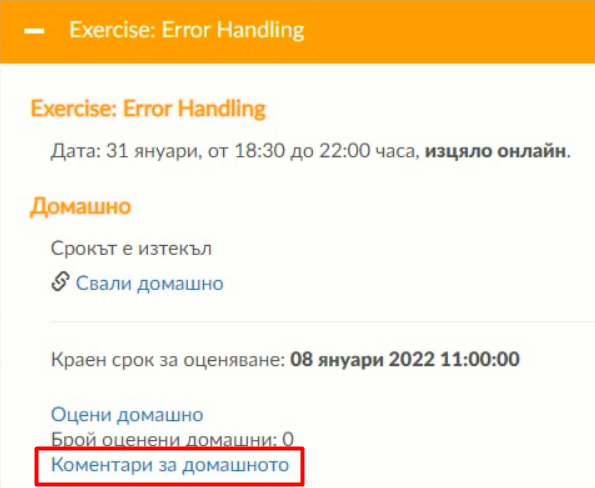 Exercise: Error Handling
Exercise: Error Handling
Дата: 31 януари, от 18:30 до 22:00 часа, изцяло онлайн.
Домашно
Срокът е изтекъл
Свали домашно
Краен срок за оценяване: 08 януари 2022 11:00:00
Оцени домашно
Брой оценени домашни: 0
Коментари за домашното